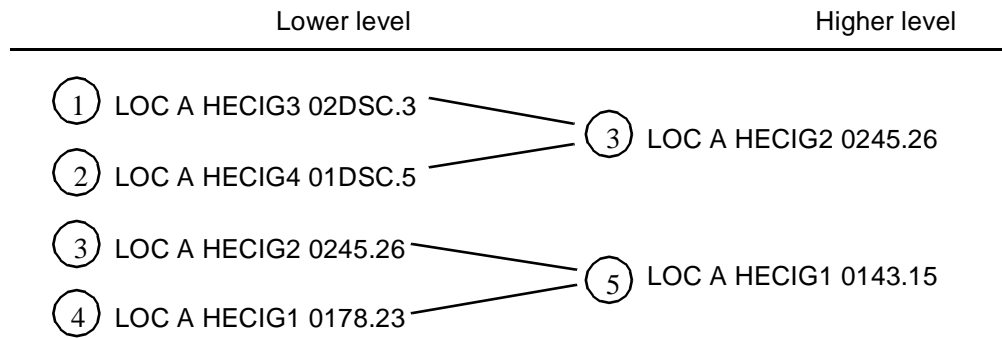 Lower level Higher level
1 LOC A HECIG3 02DSC.3
3 LOC A HECIG2 0245.26
2 LOC A HECIG4 01DSC.5
3 LOC A HECIG2 0245.26
5 LOC A HECIG1 0143.15
4 LOC A HECIG1 0178.23